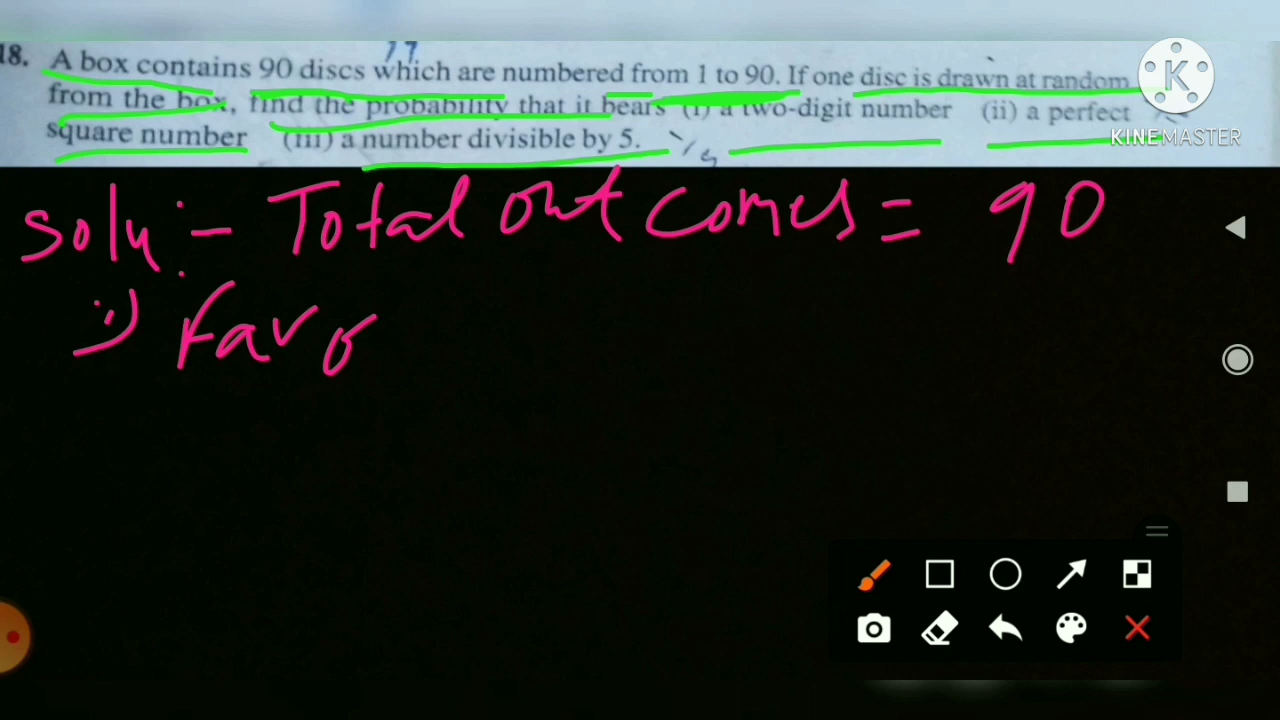 18. A box contains 90 discs which are numbered from 1 to 90. If one disc is drawn at random
from the box, find the probability that it bears (i) a two-digit number (ii) a perfect
square number (iii) a number divisible by 5.
K
KINEMASTER
Soln :- Total outcomes = 90
i) Favo